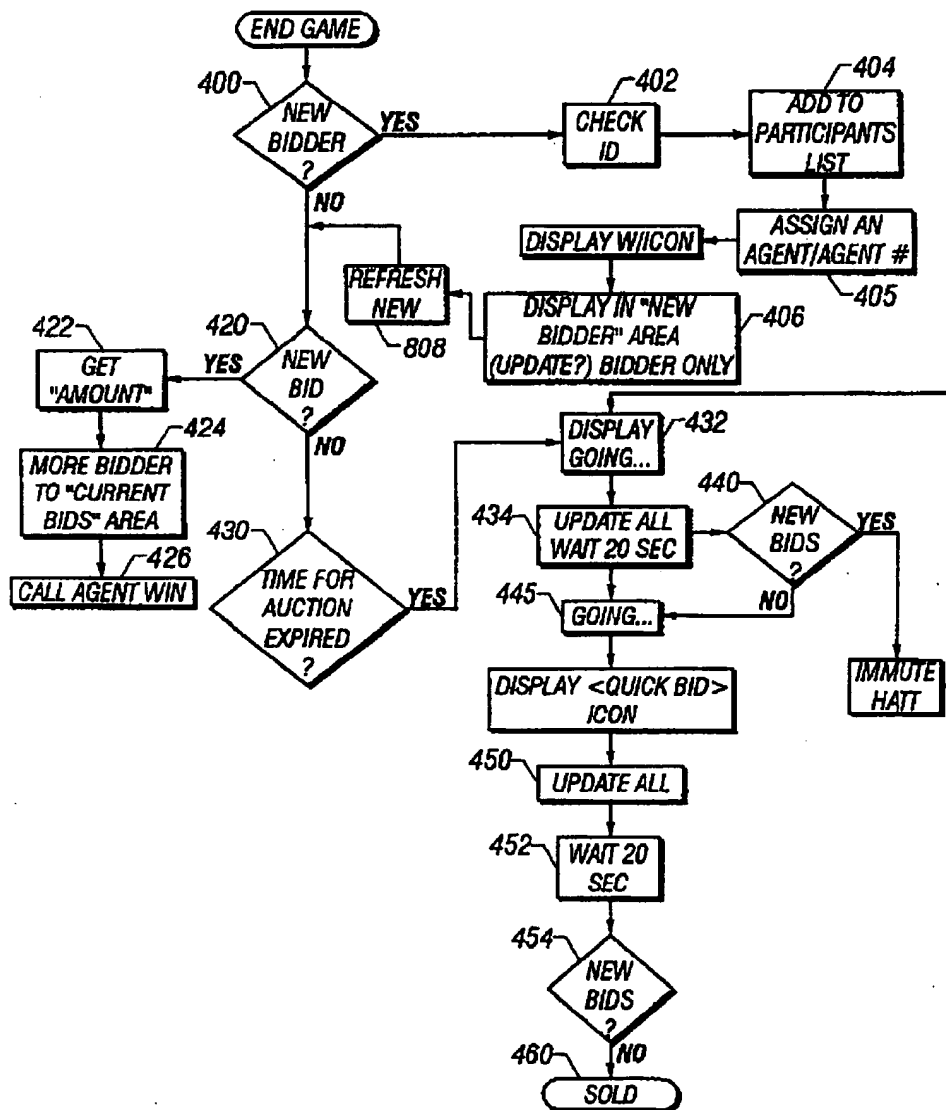 END GAME
400
NEW
BIDDER
?
YES
NO
402
CHECK
ID
404
ADD TO
PARTICIPANTS
LIST
ASSIGN AN
AGENT/AGENT #
405
DISPLAY W/ICON
DISPLAY IN "NEW
BIDDER" AREA
(UPDATE?) BIDDER ONLY
406
REFRESH
NEW
808
420
NEW
BID
?
YES
NO
422
GET
"AMOUNT"
424
MORE BIDDER
TO "CURRENT
BIDS" AREA
426
CALL AGENT WIN
430
TIME FOR
AUCTION
EXPIRED
?
YES
DISPLAY
GOING...
432
434
UPDATE ALL
WAIT 20 SEC
440
NEW
BIDS
?
YES
NO
IMMUTE
HATT
445
GOING...
DISPLAY <QUICK BID>
ICON
450
UPDATE ALL
452
WAIT 20
SEC
454
NEW
BIDS
?
NO
460
SOLD